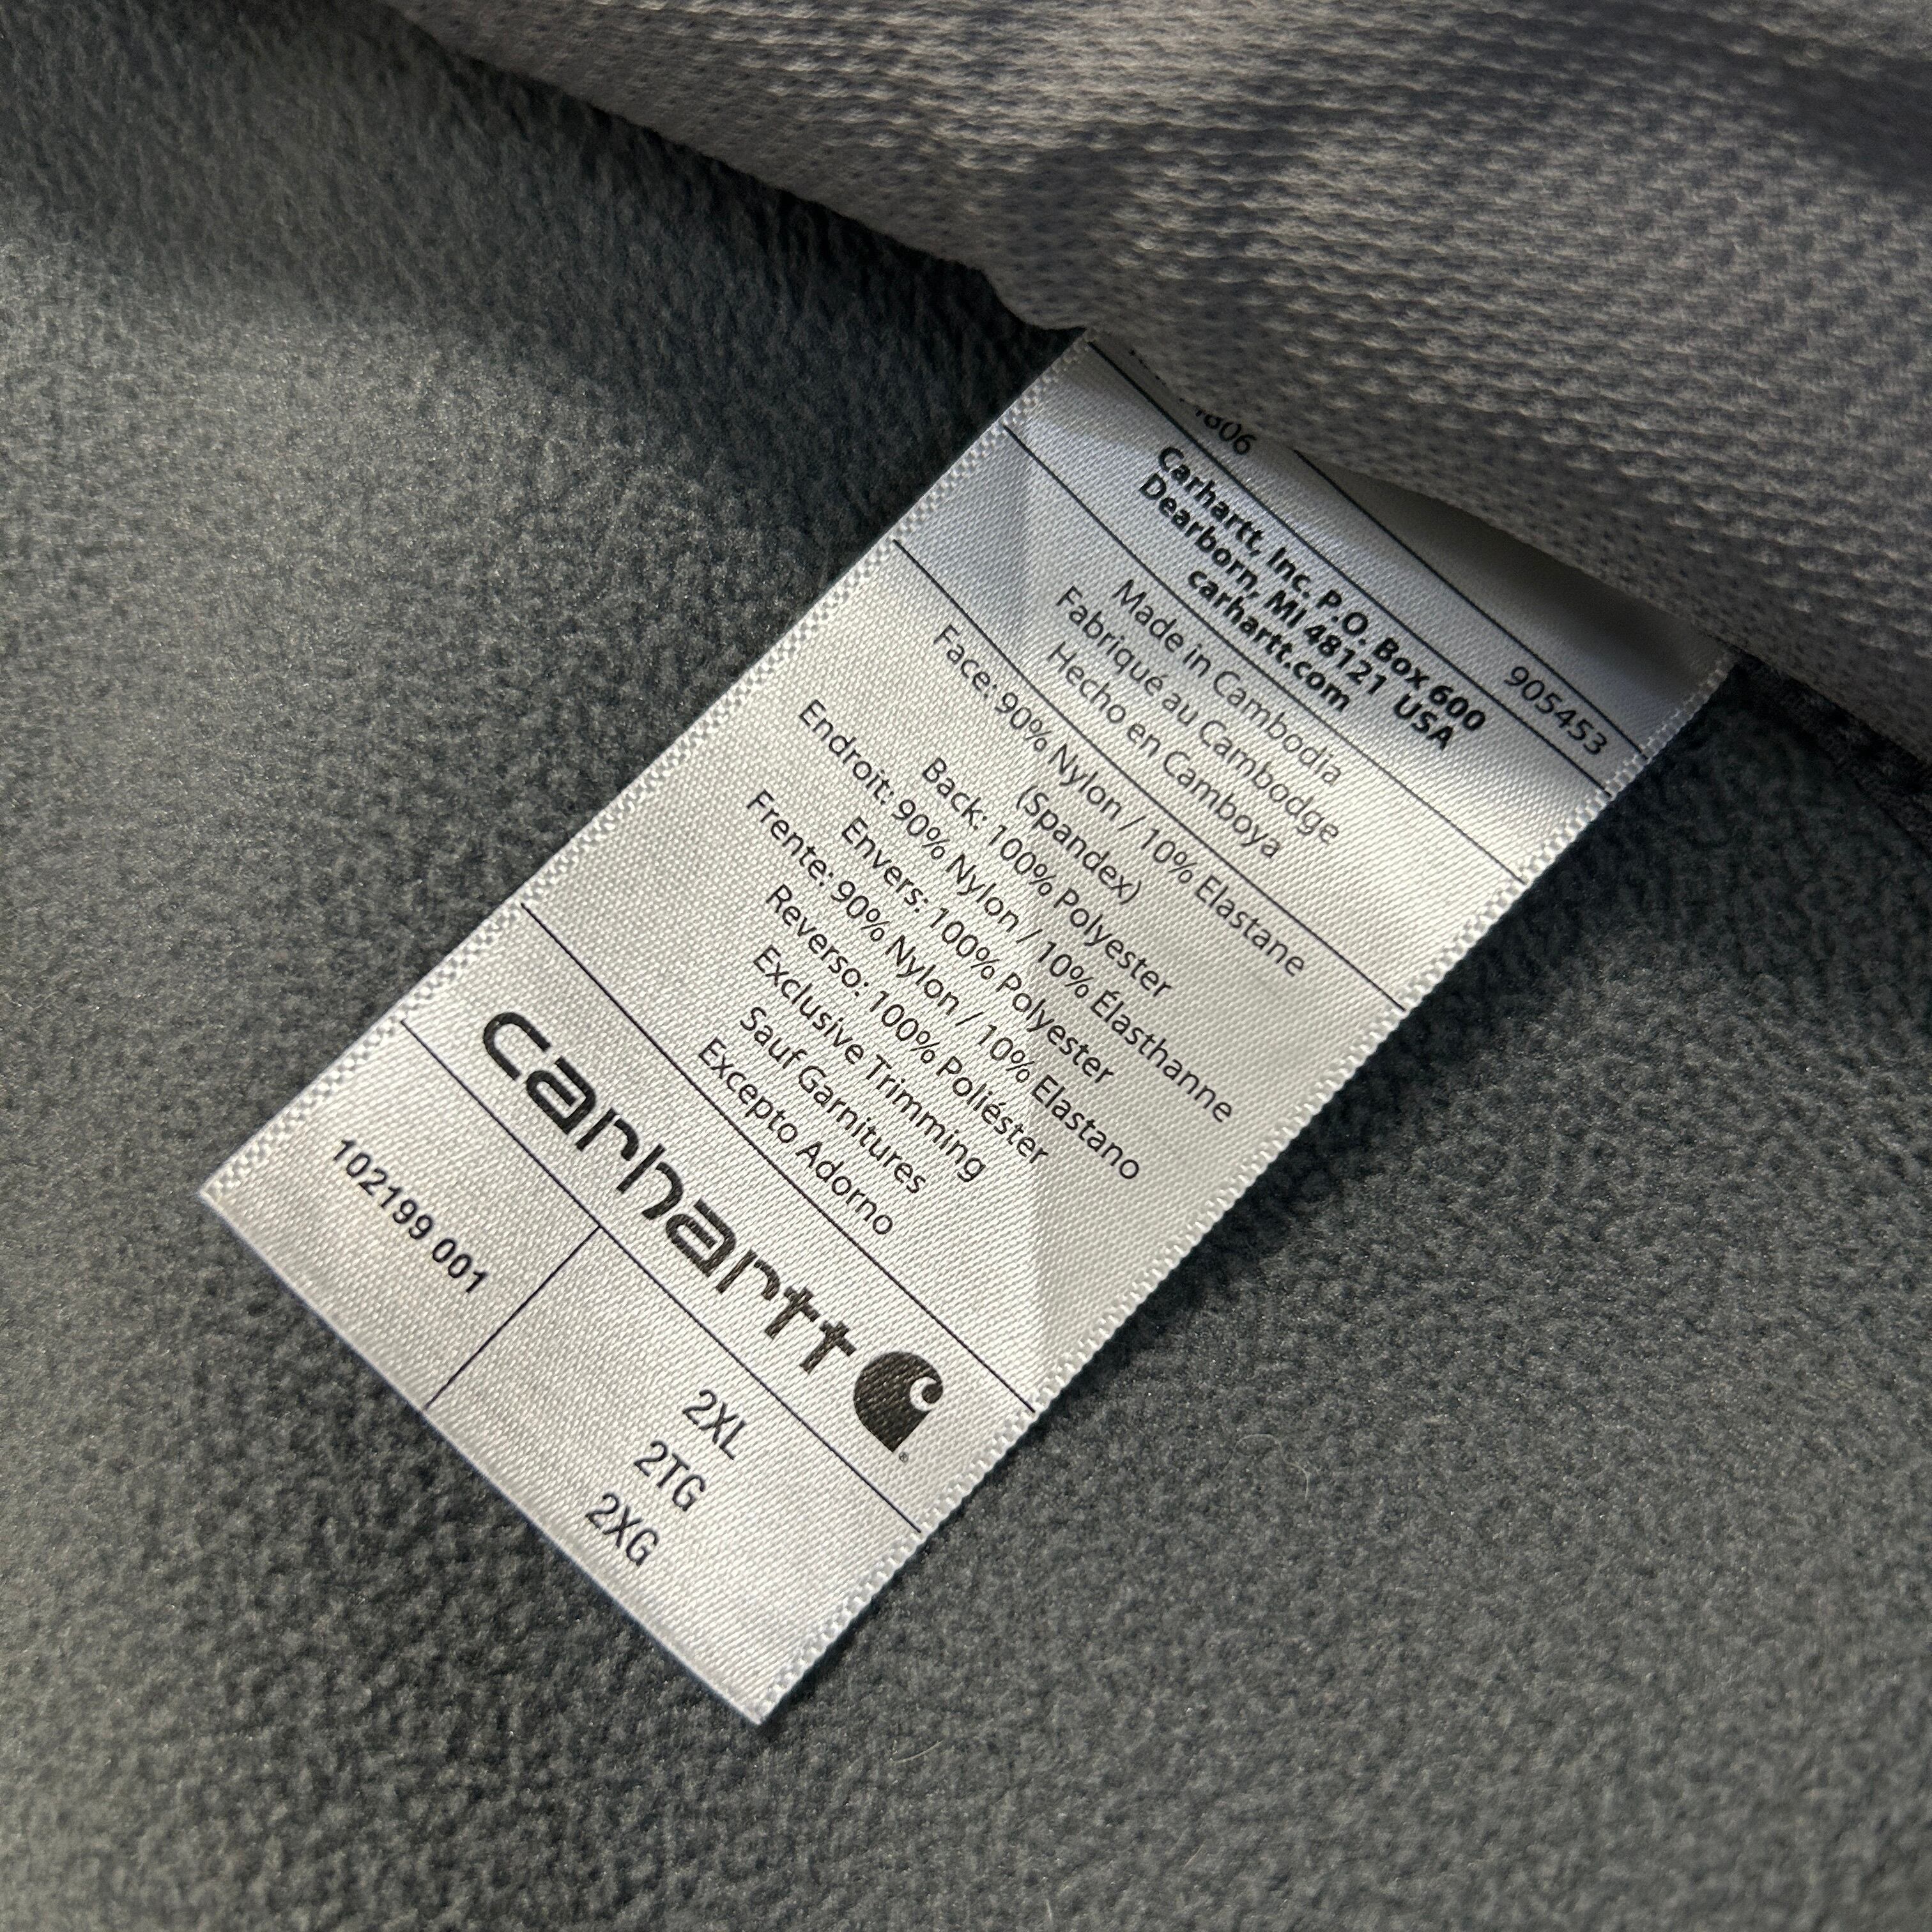 905453
Carhartt, Inc. P.O. Box 600
Dearborn, MI 48121 USA
carhartt.com
Made in Cambodia
Fabriqué au Cambodge
Hecho en Camboya
Face: 90% Nylon / 10% Elastane
(Spandex)
Back: 100% Polyester
Endroit: 90% Nylon / 10% Élasthanne
Envers: 100% Polyester
Frente: 90% Nylon / 10% Elastano
Reverso: 100% Poliéster
Exclusive Trimming
Sauf Garnitures
Excepto Adorno
carhartt
102199 001
2XL
2TG
2XG